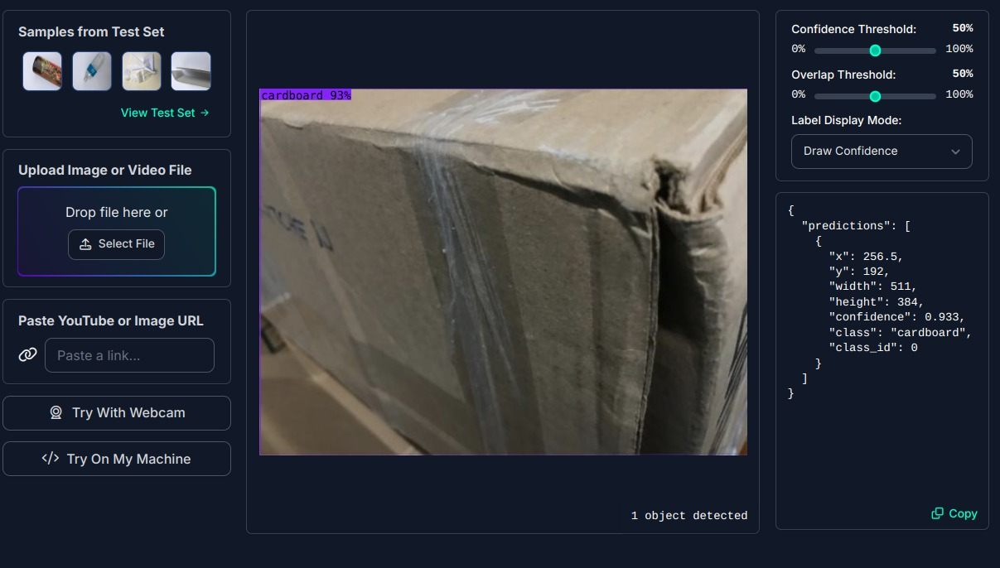 Samples from Test Set
View Test Set →
Upload Image or Video File
Drop file here or
Select File
Paste YouTube or Image URL
Paste a link...
Try With Webcam
</> Try On My Machine
cardboard 93%
1 object detected
Confidence Threshold: 50%
0% 100%
Overlap Threshold: 50%
0% 100%
Label Display Mode:
Draw Confidence
{
"predictions": [
{
"x": 256.5,
"y": 192,
"width": 511,
"height": 384,
"confidence": 0.933,
"class": "cardboard",
"class_id": 0
}
]
}
Copy